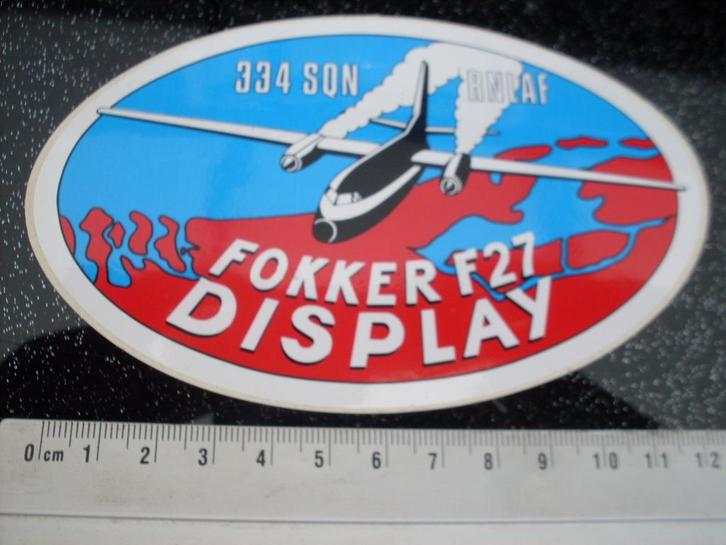 334 SQN RNLAF
FOKKER F27
DISPLAY
0 cm 1 2 3 4 5 6 7 8 9 10 11 12